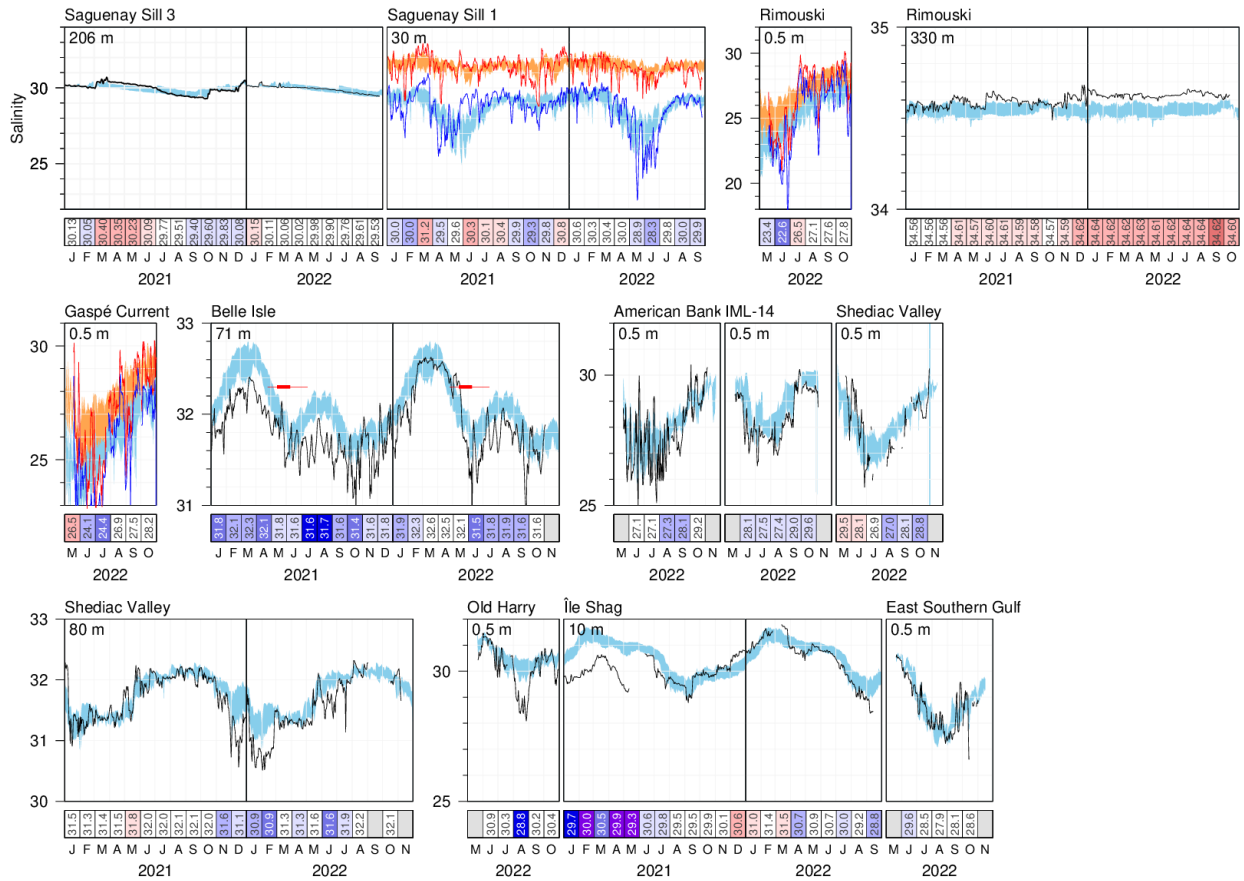 Saguenay Sill 3
Saguenay Sill 1
Rimouski
Rimouski
206 m
30 m
0.5 m
330 m
Salinity
30
25
30
25
20
35
34
30.13 30.05 30.40 30.35 30.23 30.09 29.77 29.51 29.40 29.60 29.83 30.08 30.15 30.11 30.06 30.02 29.98 29.90 29.76 29.61 29.53
30.0 30.0 31.2 29.5 29.6 30.3 30.1 30.4 29.9 29.3 29.6 30.8 30.6 30.3 30.4 30.0 28.9 28.3 29.8 30.0 29.9
23.4 22.6 26.5 27.1 27.6 27.8
34.56 34.56 34.56 34.61 34.57 34.60 34.61 34.59 34.58 34.57 34.59 34.62 34.64 34.62 34.62 34.63 34.61 34.64 34.64 34.64 34.62 34.60
J F M A M J J A S O N D J F M A M J J A S
J F M A M J J A S O N D J F M A M J J A S
M J J A S O
J F M A M J J A S O N D J F M A M J J A S O
2021 2022
2021 2022
2022
2021 2022
Gaspé Current
Belle Isle
American Bank
IML-14
Shediac Valley
0.5 m
71 m
0.5 m
0.5 m
0.5 m
30
25
33
32
31
30
25
26.5 24.1 24.4 26.9 27.5 28.2
31.8 32.1 32.3 32.1 31.8 31.6 31.6 31.7 31.6 31.4 31.6 31.8 31.9 32.3 32.6 32.5 32.1 31.5 31.8 31.9 31.6 31.6
27.1 27.1 27.3 28.1 29.2
28.1 27.5 27.4 29.0 29.6
29.5 28.1 26.9 27.0 28.1 28.8
M J J A S O
J F M A M J J A S O N D J F M A M J J A S O N
M J J A S O N
M J J A S O N
M J J A S O N
2022
2021 2022
2022
2022
2022
Shediac Valley
Old Harry
Île Shag
East Southern Gulf
80 m
0.5 m
10 m
0.5 m
33
32
31
30
30
25
31.5 31.3 31.4 31.5 31.8 32.0 32.0 32.1 32.1 32.0 31.6 31.1 30.9 30.9 31.3 31.3 31.4 31.6 31.9 32.2 32.1
30.9 30.3 28.8 30.2 30.4
29.7 30.0 30.5 29.9 29.3 30.6 29.8 29.5 29.5 29.9 30.1 30.6 31.0 31.4 31.5 30.7 30.9 30.7 30.0 29.2 28.8
29.6 28.5 27.9 28.1 28.6
J F M A M J J A S O N D J F M A M J J A S O N
M J J A S O
J F M A M J J A S O N D J F M A M J J A S
M J J A S O N
2021 2022
2022
2021 2022
2022